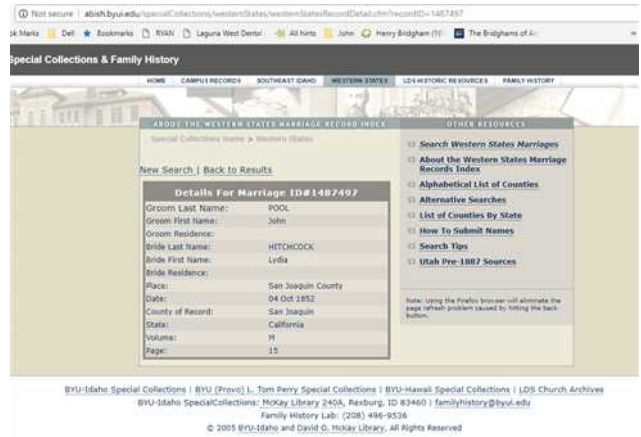 Not secure | abish.byui.edu/specialCollections/westernStates/westernStatesRecordDetail.cfm?recordID=1487497
Marks Dell Bookmarks RYAN Laguna West Dental All hints John Henry Bridgham (1 The Bridghams of
Special Collections & Family History
HOME CAMPUS RECORDS SOUTHEAST IDAHO WESTERN STATES LDS HISTORIC RESOURCES FAMILY HISTORY
ABOUT THE WESTERN STATES MARRIAGE RECORD INDEX
Special Collections Home > Western States
New Search | Back to Results
Details For Marriage ID#1487497
Groom Last Name: POOL
Groom First Name: John
Groom Residence:
Bride Last Name: HITCHCOCK
Bride First Name: Lydia
Bride Residence:
Place: San Joaquin County
Date: 04 Oct 1852
County of Record: San Joaquin
State: California
Volume: M
Page: 15
OTHER RESOURCES
Search Western States Marriages
About the Western States Marriage
Records Index
Alphabetical List of Counties
Alternative Searches
List of Counties By State
How To Submit Names
Search Tips
Utah Pre-1887 Sources
Note: Using the Firefox browser will eliminate the
page refresh problem caused by hitting the back
button.
BYU-Idaho Special Collections | BYU (Provo) L. Tom Perry Special Collections | BYU-Hawaii Special Collections | LDS Church Archives
BYU-Idaho SpecialCollections: McKay Library 240A, Rexburg, ID 83460 | familyhistory@byui.edu
Family History Lab: (208) 496-9536
© 2005 BYU-Idaho and David O. McKay Library, All Rights Reserved